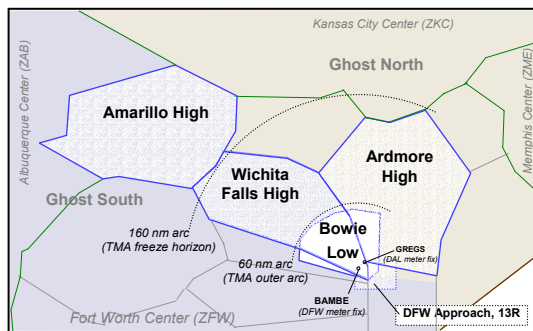 Kansas City Center (ZKC)
Ghost North
Albuquerque Center (ZAB)
Memphis Center (ZME)
Amarillo High
Ardmore
High
Wichita
Falls High
Ghost South
Bowie
Low
160 nm arc
(TMA freeze horizon)
60 nm arc
(TMA outer arc)
GREGS
(DAL meter fix)
BAMBE
(DFW meter fix)
DFW Approach, 13R
Fort Worth Center (ZFW)